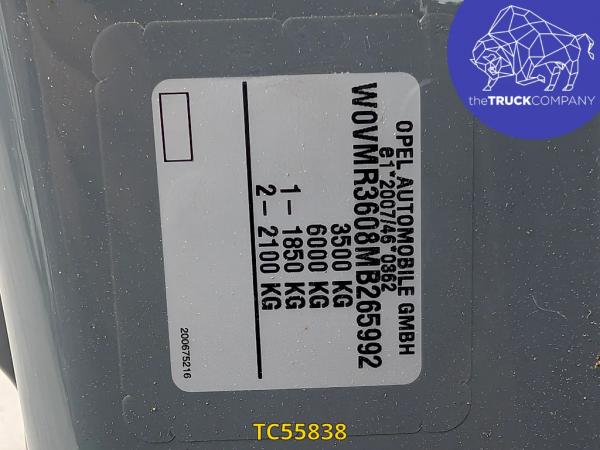 OPEL AUTOMOBILE GMBH
e1*2007/46*0362
W0VMR3608MB265992
3500 KG
6000 KG
1- 1850 KG
2- 2100 KG
200675216
theTRUCKCOMPANY
TC55838